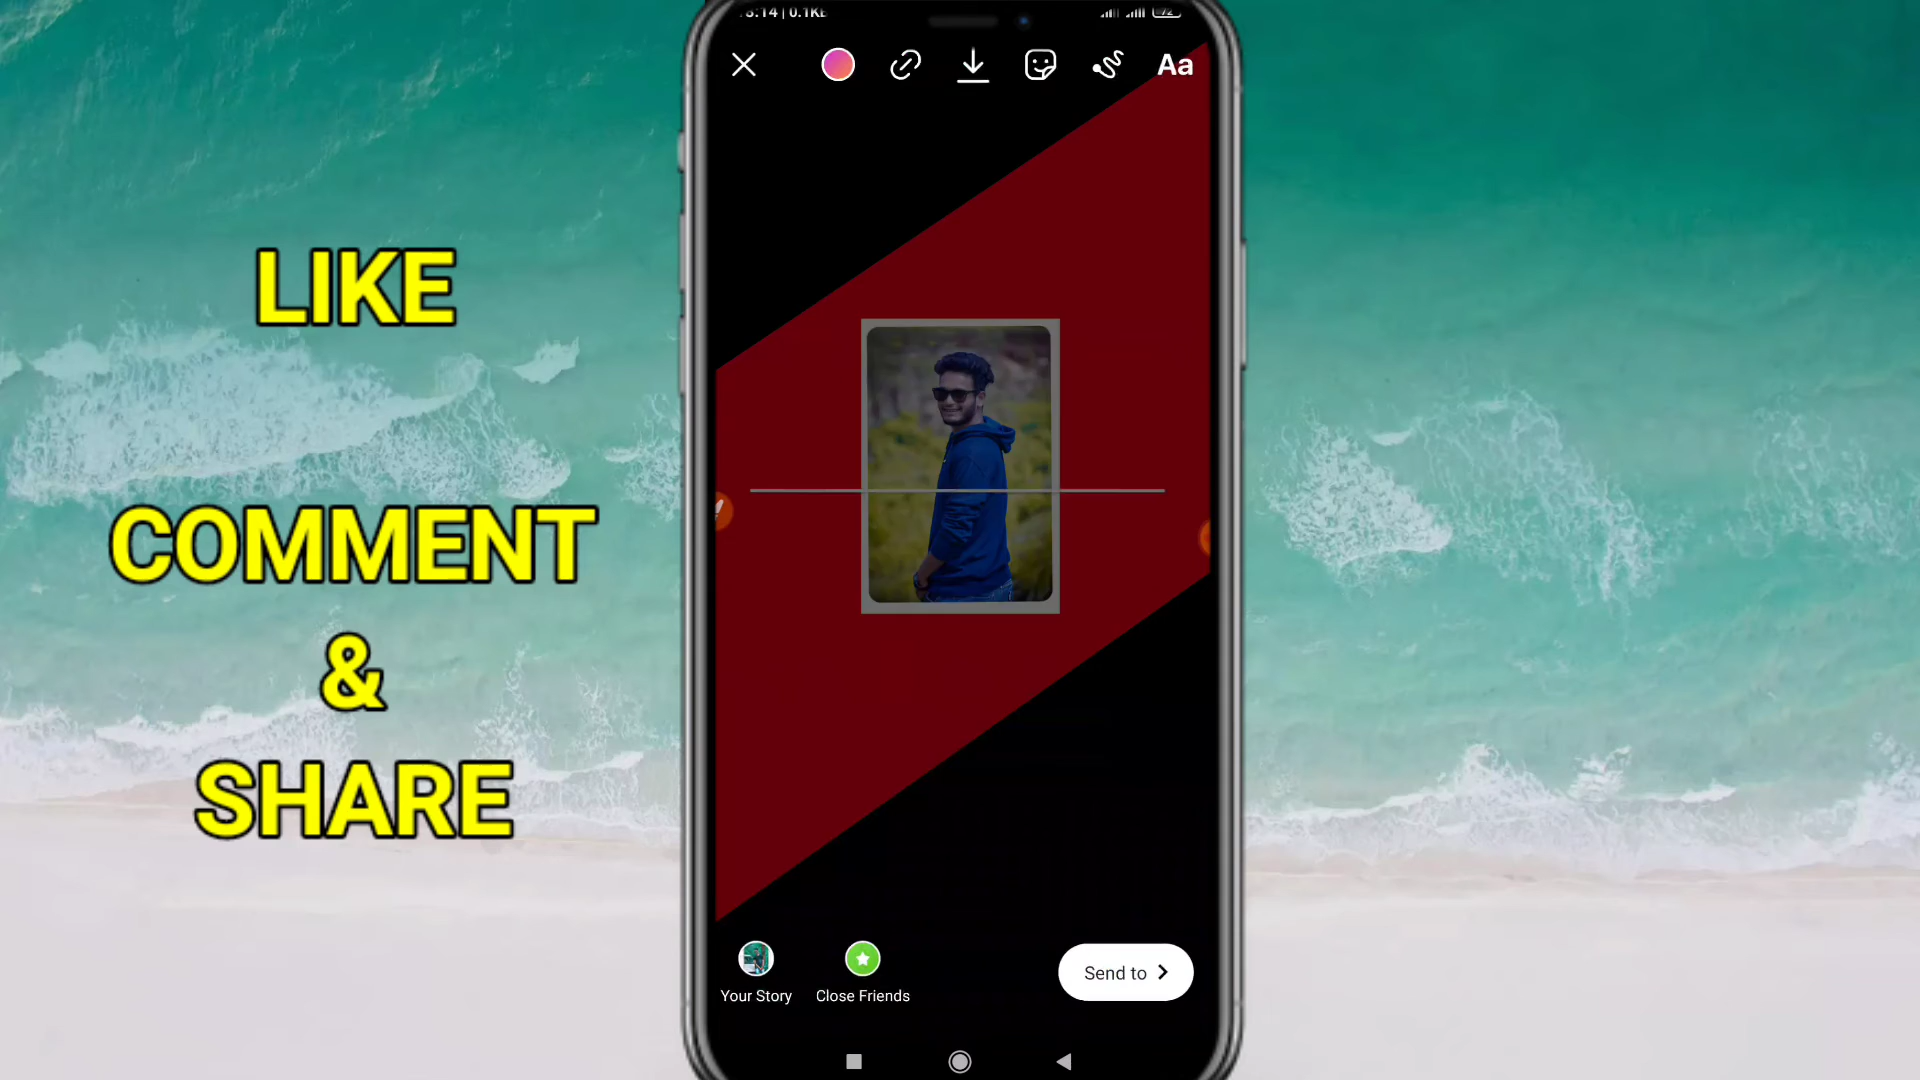 LIKE
COMMENT
&
SHARE
Aa
Your Story
Close Friends
Send to